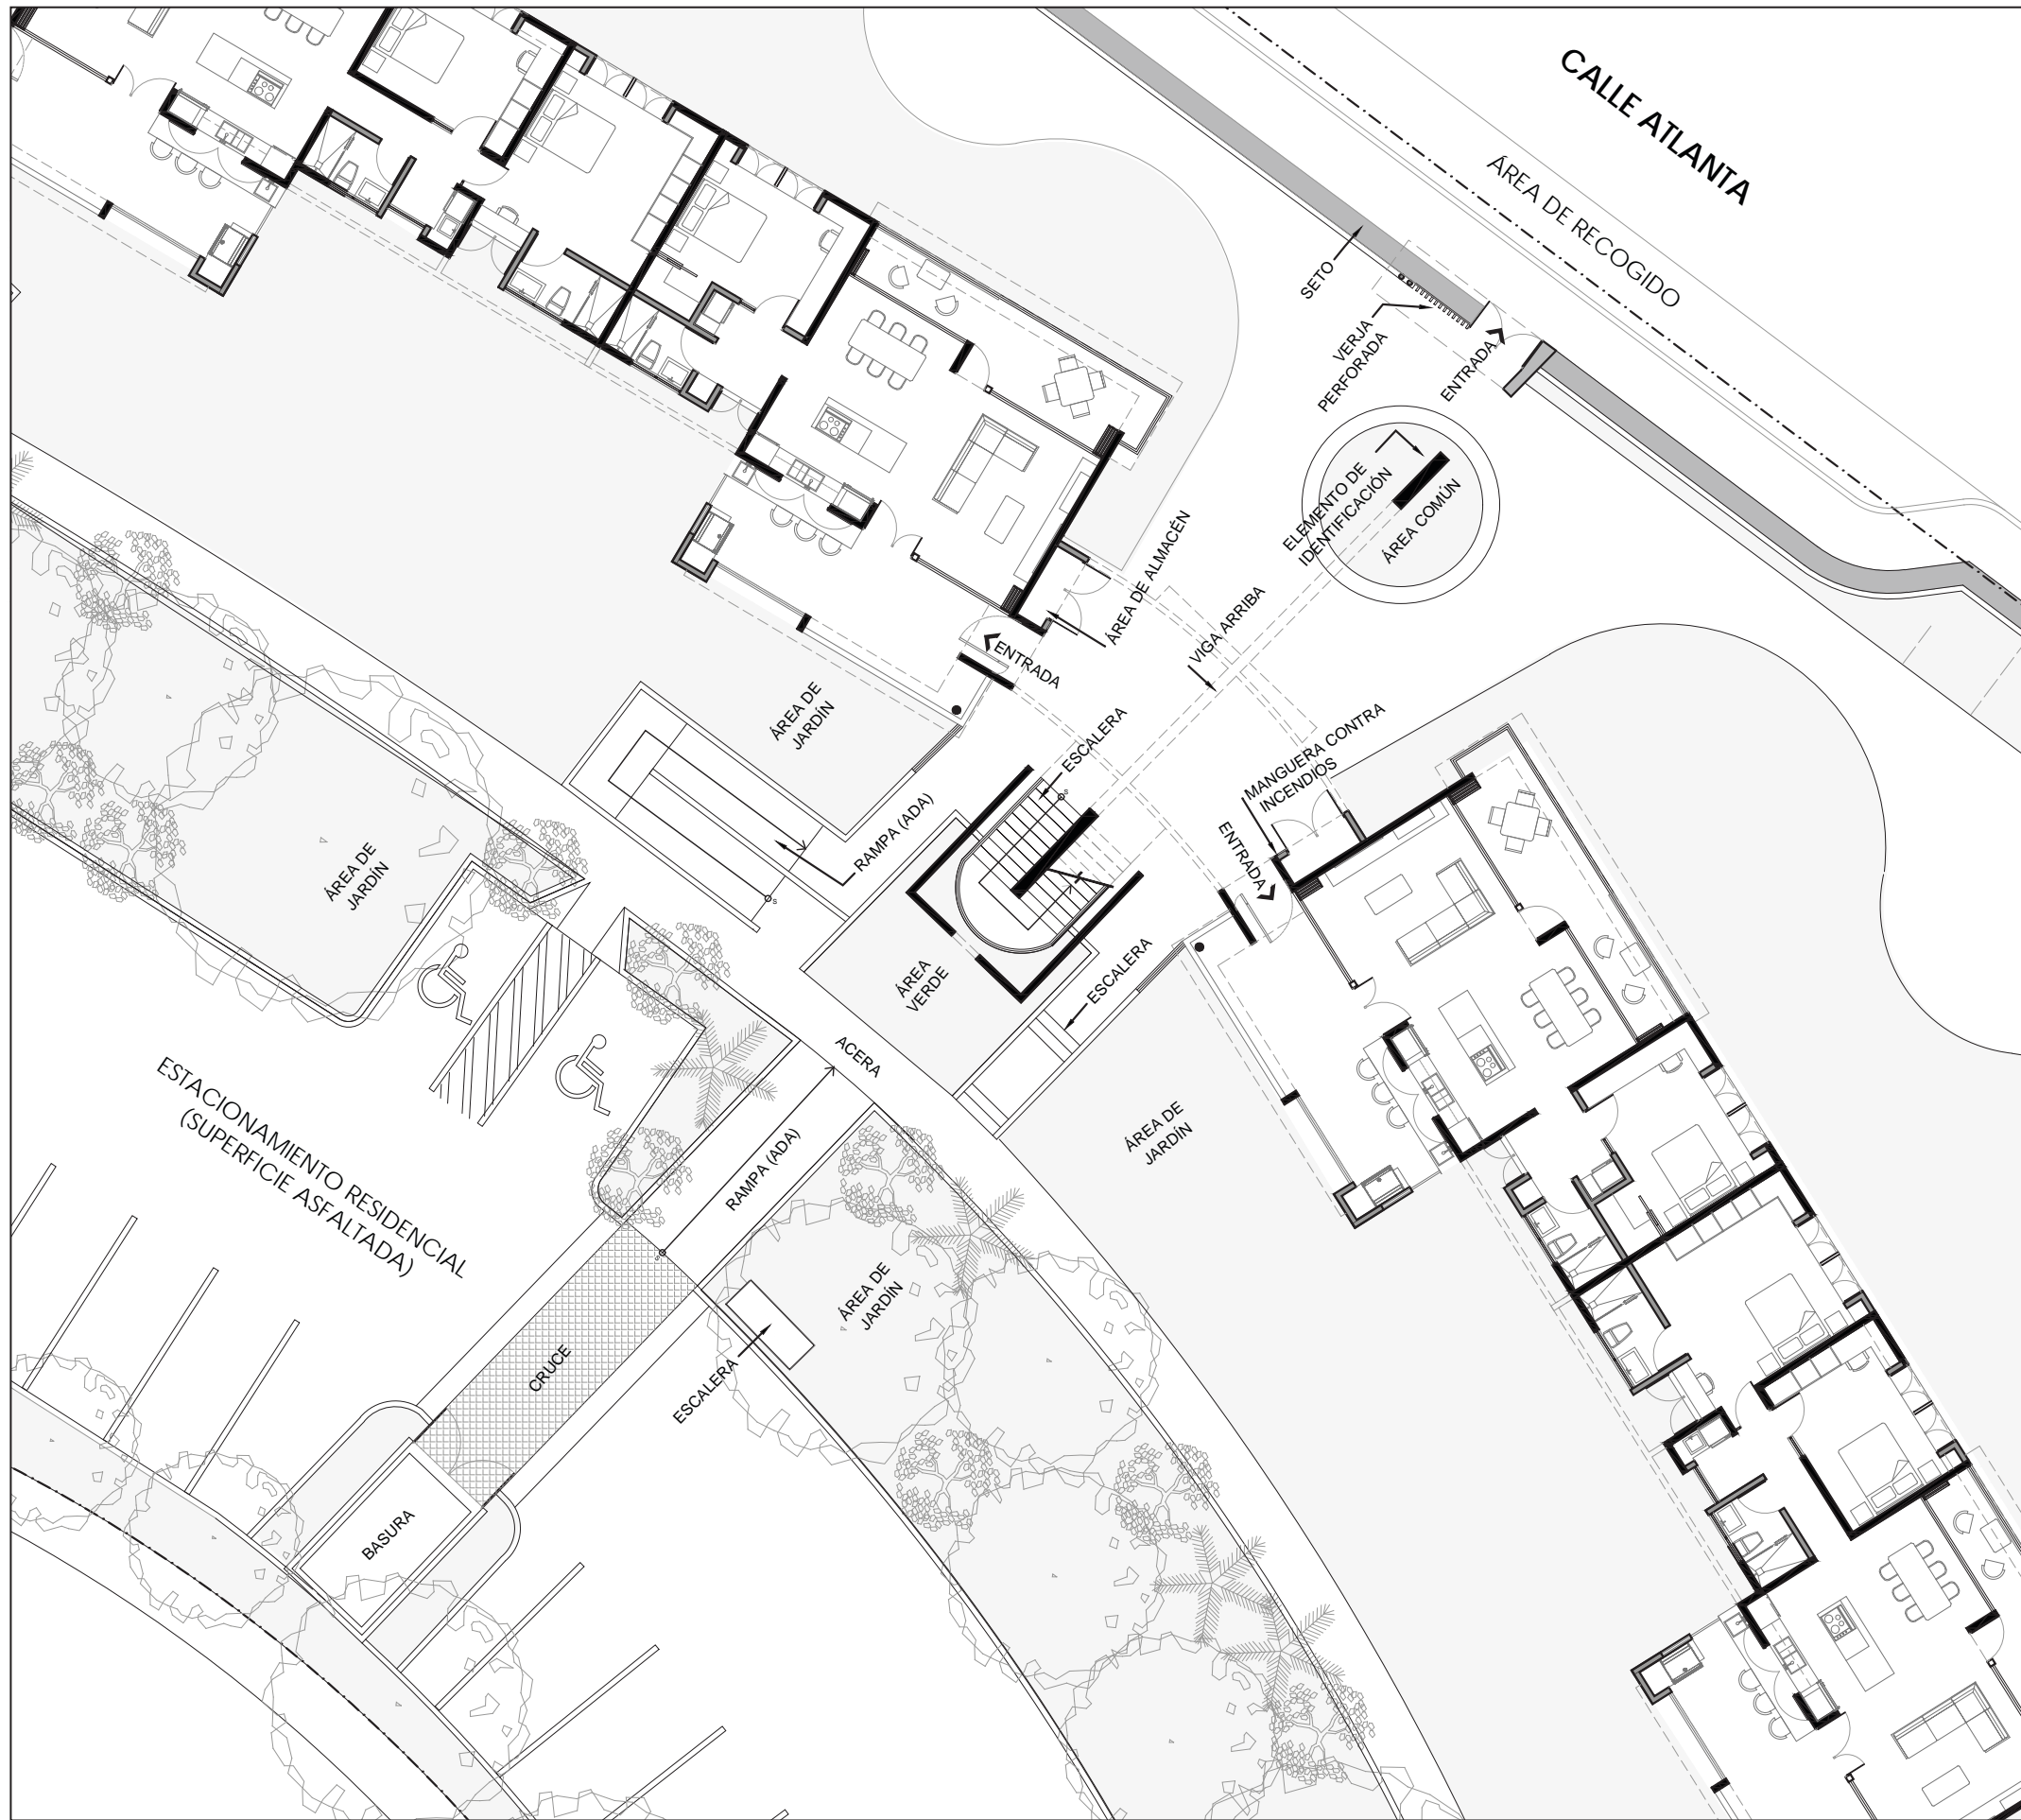 CALLE ATLANTA
ÁREA DE RECOGIDO
SETO
VERJA
PERFORADA
ENTRADA
ELEMENTO DE
IDENTIFICACIÓN
ÁREA COMÚN
ÁREA DE ALMACÉN
VIGA ARRIBA
ENTRADA
ÁREA DE
JARDÍN
ESCALERA
S
MANGUERA CONTRA
INCENDIOS
ENTRADA
RAMPA (ADA)
S
ÁREA DE
JARDÍN
ÁREA
VERDE
ESCALERA
ACERA
ÁREA DE
JARDÍN
ESTACIONAMIENTO RESIDENCIAL
(SUPERFICIE ASFALTADA)
RAMPA (ADA)
S
ÁREA DE
JARDÍN
CRUCE
ESCALERA
BASURA